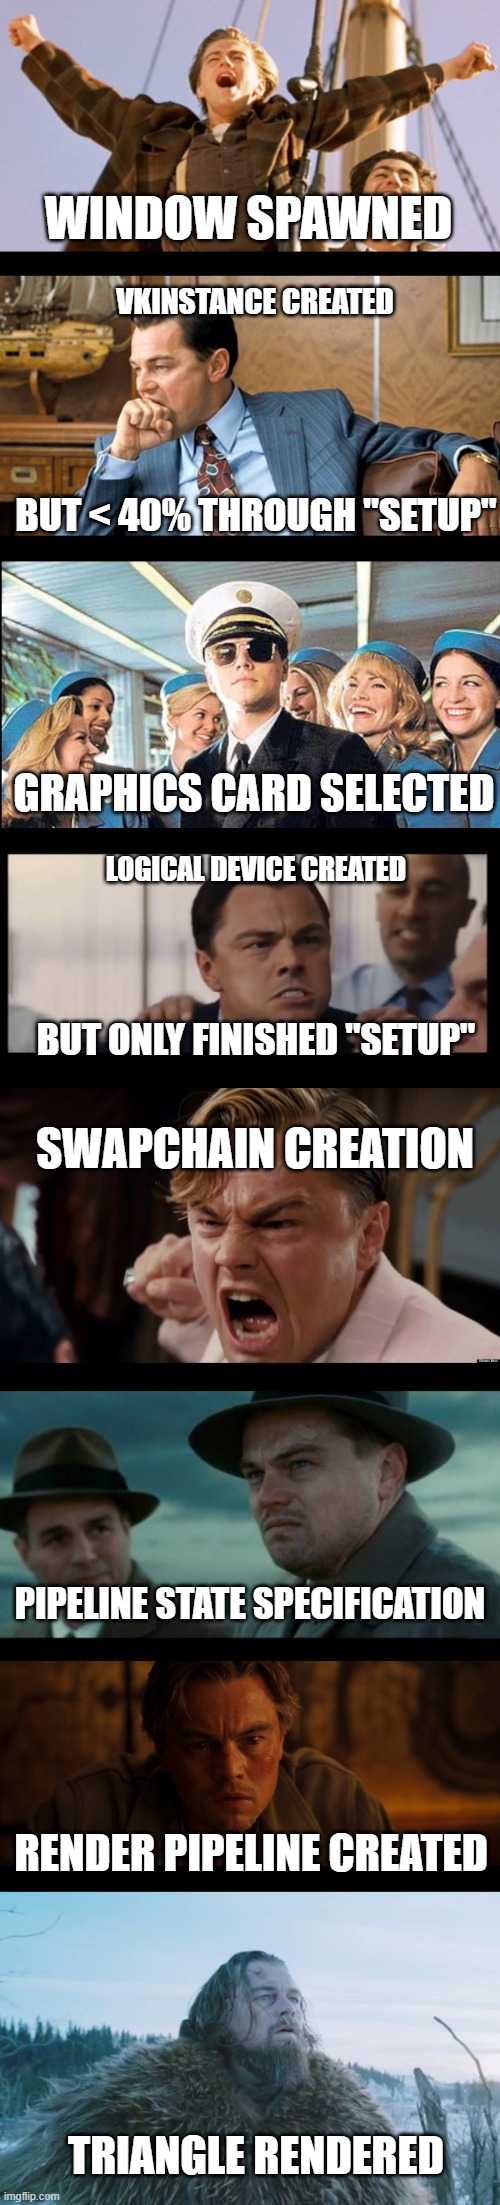 WINDOW SPAWNED
VKINSTANCE CREATED
BUT < 40% THROUGH "SETUP"
GRAPHICS CARD SELECTED
LOGICAL DEVICE CREATED
BUT ONLY FINISHED "SETUP"
SWAPCHAIN CREATION
PIPELINE STATE SPECIFICATION
RENDER PIPELINE CREATED
TRIANGLE RENDERED
imgflip.com